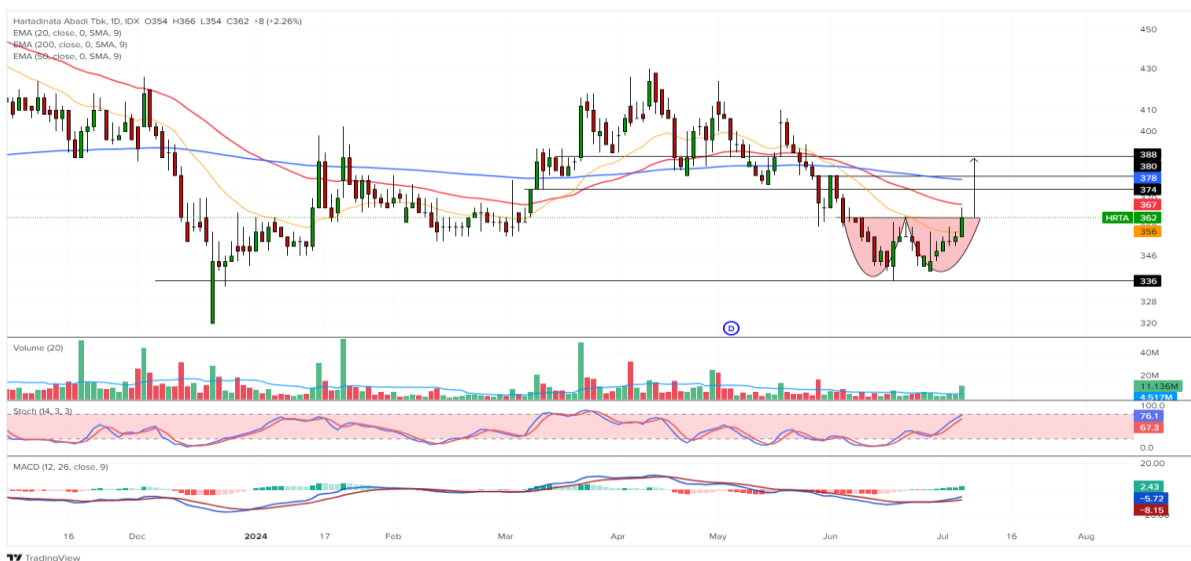 Hartadinata Abadi Tbk, 1D, IDX O354 H366 L354 C362 +8 (+2.26%)
EMA (20, close, 0, SMA, 9)
EMA (200, close, 0, SMA, 9)
EMA (50, close, 0, SMA, 9)
450
430
410
400
388
380
378
374
367
HRTA 362
356
346
336
328
320
D
Volume (20)
40M
20M
11.136M
4.517M
Stoch (14, 3, 3)
100.0
76.1
67.3
0.0
MACD (12, 26, close, 9)
20.00
2.43
−5.72
−8.15
16 Dec 2024 17 Feb Mar Apr May Jun Jul 16 Aug
TradingView